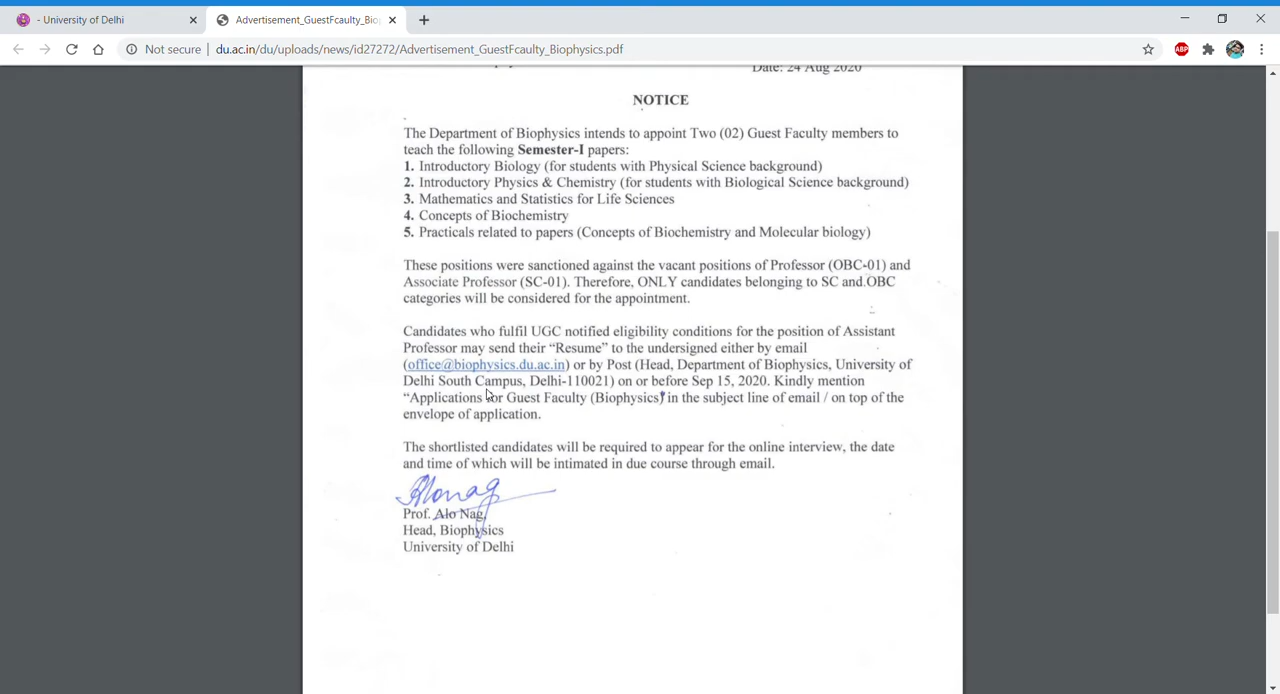 - University of Delhi
Advertisement_GuestFcaulty_Bio
Not secure
du.ac.in/du/uploads/news/id27272/Advertisement_GuestFcaulty_Biophysics.pdf
ABP
Date: 24 Aug 2020
NOTICE
The Department of Biophysics intends to appoint Two (02) Guest Faculty members to
teach the following Semester-I papers:
1. Introductory Biology (for students with Physical Science background)
2. Introductory Physics & Chemistry (for students with Biological Science background)
3. Mathematics and Statistics for Life Sciences
4. Concepts of Biochemistry
5. Practicals related to papers (Concepts of Biochemistry and Molecular biology)
These positions were sanctioned against the vacant positions of Professor (OBC-01) and
Associate Professor (SC-01). Therefore, ONLY candidates belonging to SC and OBC
categories will be considered for the appointment.
Candidates who fulfil UGC notified eligibility conditions for the position of Assistant
Professor may send their “Resume” to the undersigned either by email
(office@biophysics.du.ac.in) or by Post (Head, Department of Biophysics, University of
Delhi South Campus, Delhi-110021) on or before Sep 15, 2020. Kindly mention
“Applications for Guest Faculty (Biophysics)” in the subject line of email / on top of the
envelope of application.
The shortlisted candidates will be required to appear for the online interview, the date
and time of which will be intimated in due course through email.
Prof. Alo Nag,
Head, Biophysics
University of Delhi